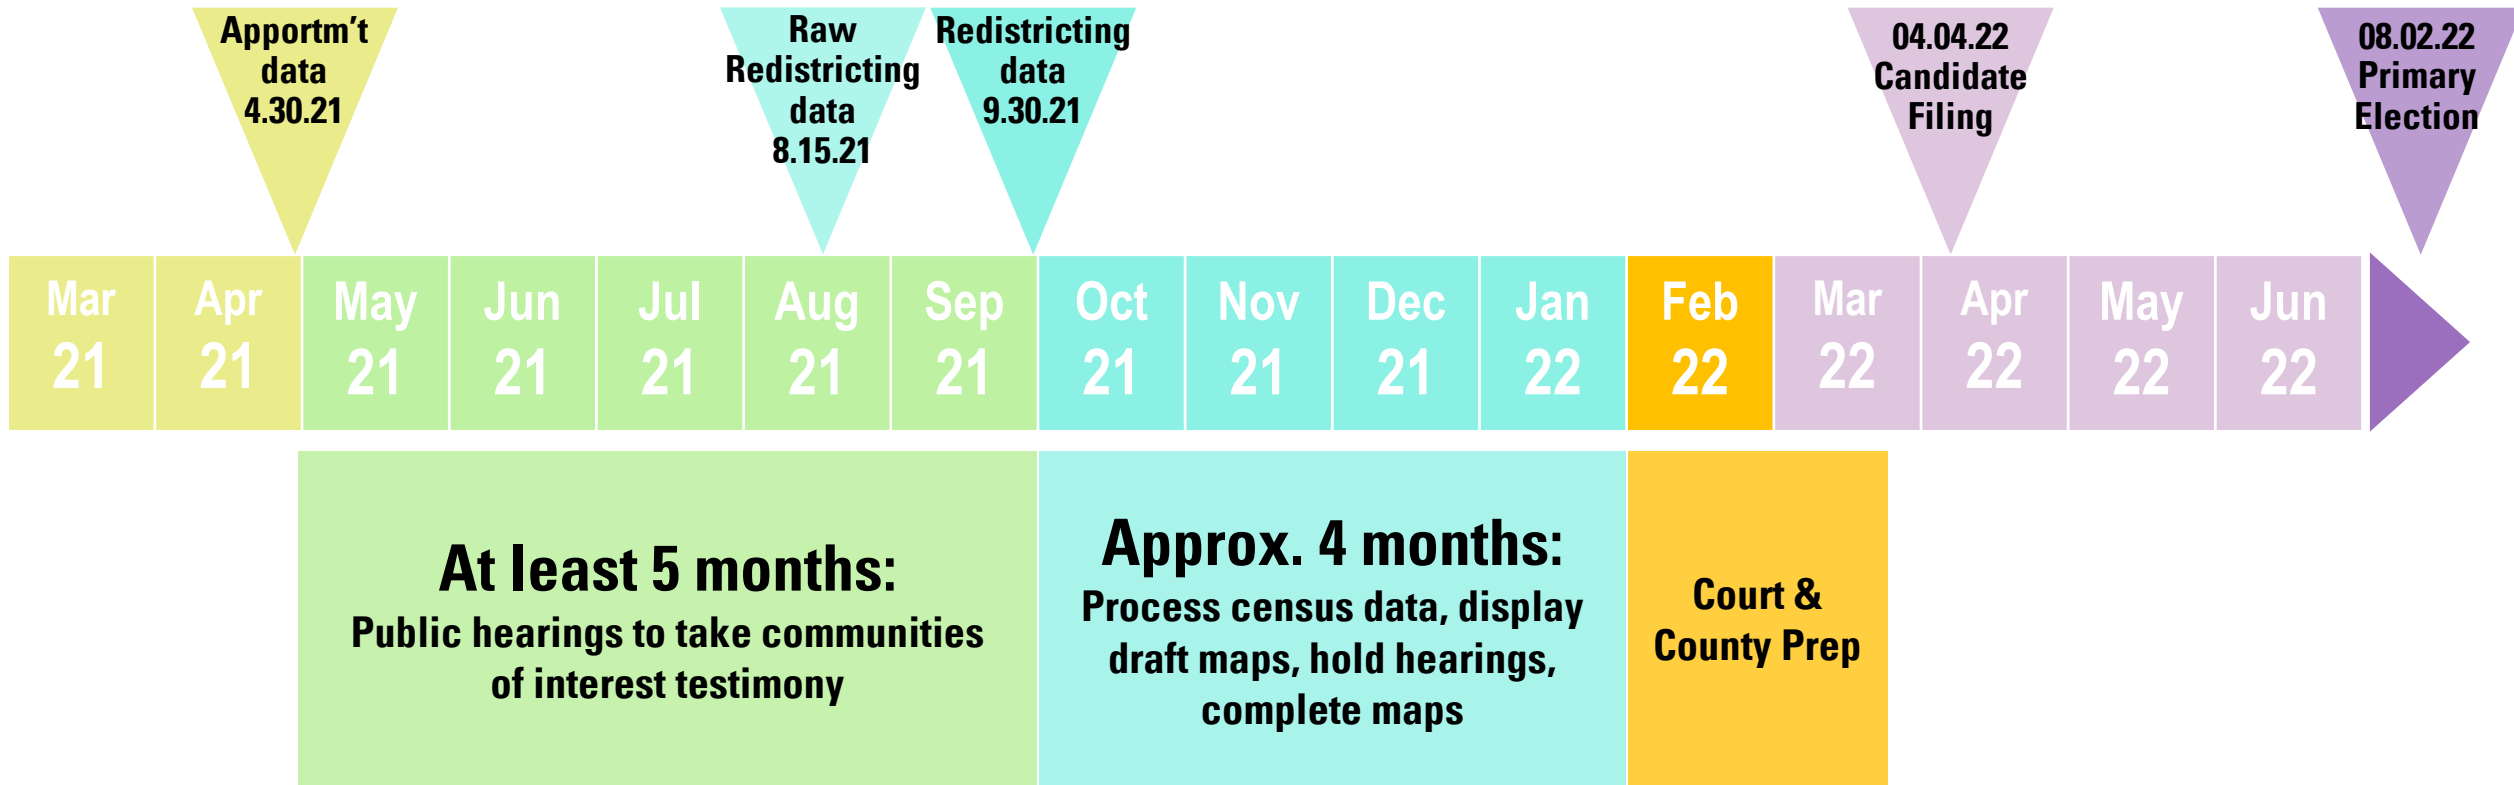 Apportm't
data
4.30.21
Raw
Redistricting
data
8.15.21
Redistricting
data
9.30.21
04.04.22
Candidate
Filing
08.02.22
Primary
Election
Mar
21
Apr
21
May
21
Jun
21
Jul
21
Aug
21
Sep
21
Oct
21
Nov
21
Dec
21
Jan
22
Feb
22
Mar
22
Apr
22
May
22
Jun
22
At least 5 months:
Public hearings to take communities
of interest testimony
Approx. 4 months:
Process census data, display
draft maps, hold hearings,
complete maps
Court &
County Prep